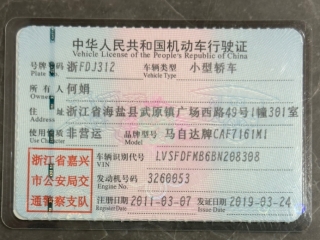 中华人民共和国机动车行驶证
Vehicle License of the People's Republic of China
号牌号码 浙FDJ312 车辆类型 小型轿车
Plate No. Vehicle Type
所有人 何娟
Owner
住址 浙江省海盐县武原镇广场西路49号1幢301室
Address
使用性质 非营运 品牌型号 马自达牌CAF7161M1
Use Character Model
浙江省嘉兴
市公安局交
通警察支队
车辆识别代号 LVSFDFMB6BN208308
VIN
发动机号码 3260053
Engine No.
注册日期 2011-03-07 发证日期 2019-03-24
Register Date Issue Date